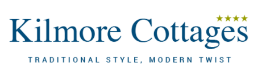 Kilmore Cottages
TRADITIONAL STYLE, MODERN TWIST